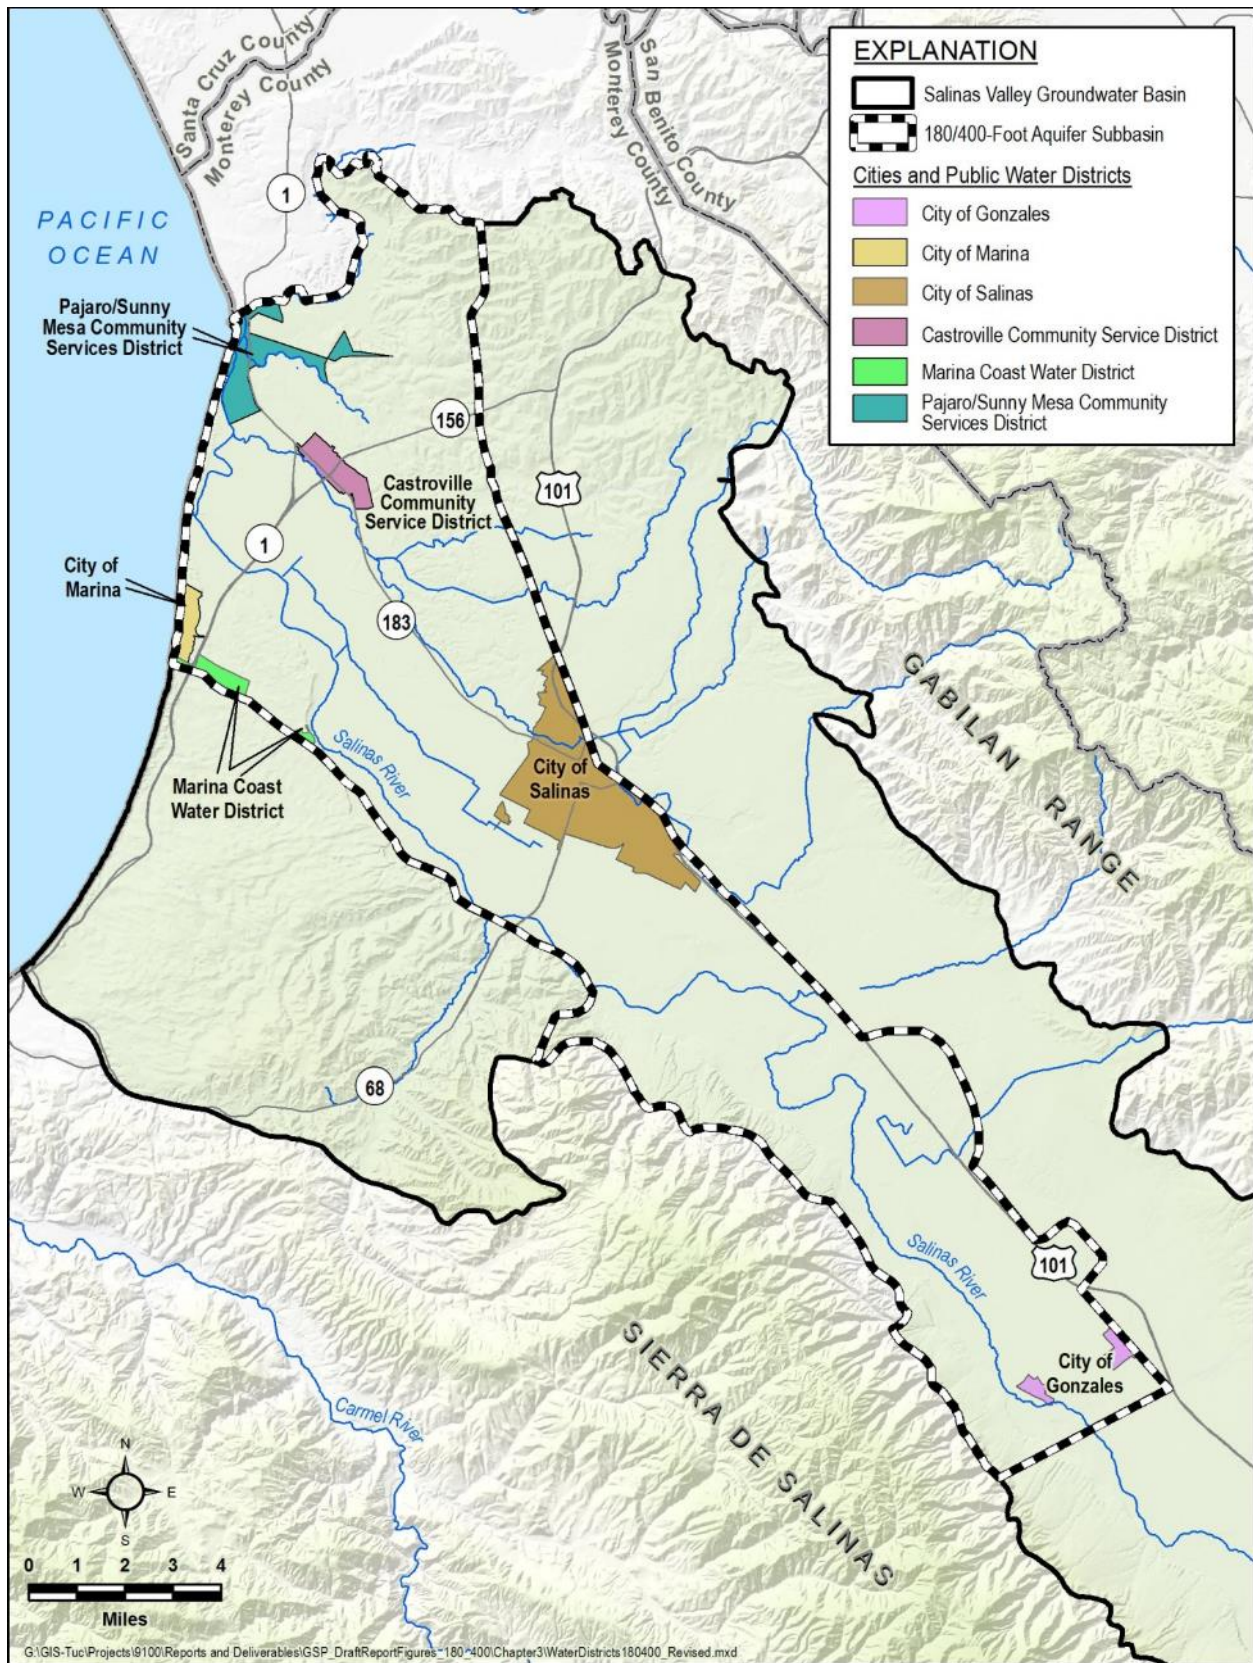 EXPLANATION
Salinas Valley Groundwater Basin
180/400-Foot Aquifer Subbasin
Cities and Public Water Districts
City of Gonzales
City of Marina
City of Salinas
Castroville Community Service District
Marina Coast Water District
Pajaro/Sunny Mesa Community
Services District
Santa Cruz County
Monterey County
San Benito County
Monterey County
1
PACIFIC
OCEAN
Pajaro/Sunny
Mesa Community
Services District
156
101
Castroville
Community
Service District
1
City of
Marina
183
GABILAN
RANGE
Salinas River
City of
Salinas
Marina Coast
Water District
68
Salinas River
101
City of
Gonzales
SIERRA DE SALINAS
Carmel River
N
W
E
S
0 1 2 3 4
Miles
G:\GIS-Tuc\Projects\9100\Reports and Deliverables\GSP_DraftReportFigures_180_400\Chapter3\WaterDistricts180400_Revised.mxd